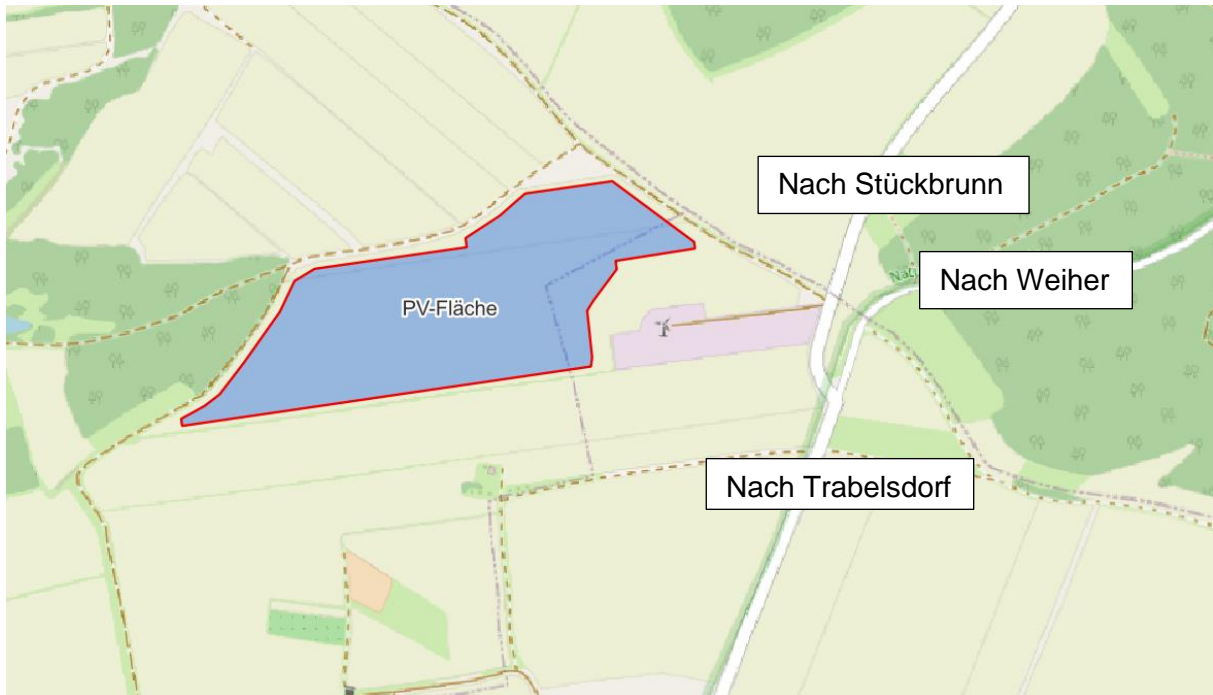 Nach Stückbrunn
Nach Weiher
PV-Fläche
Nach Trabelsdorf